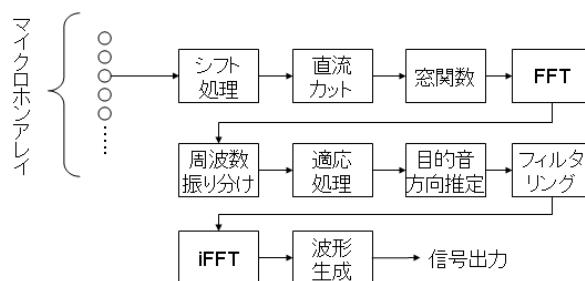 マイクロホンアレイ
シフト
処理
直流
カット
窓関数
FFT
周波数
振り分け
適応
処理
目的音
方向推定
フィルタ
リング
iFFT
波形
生成
信号出力